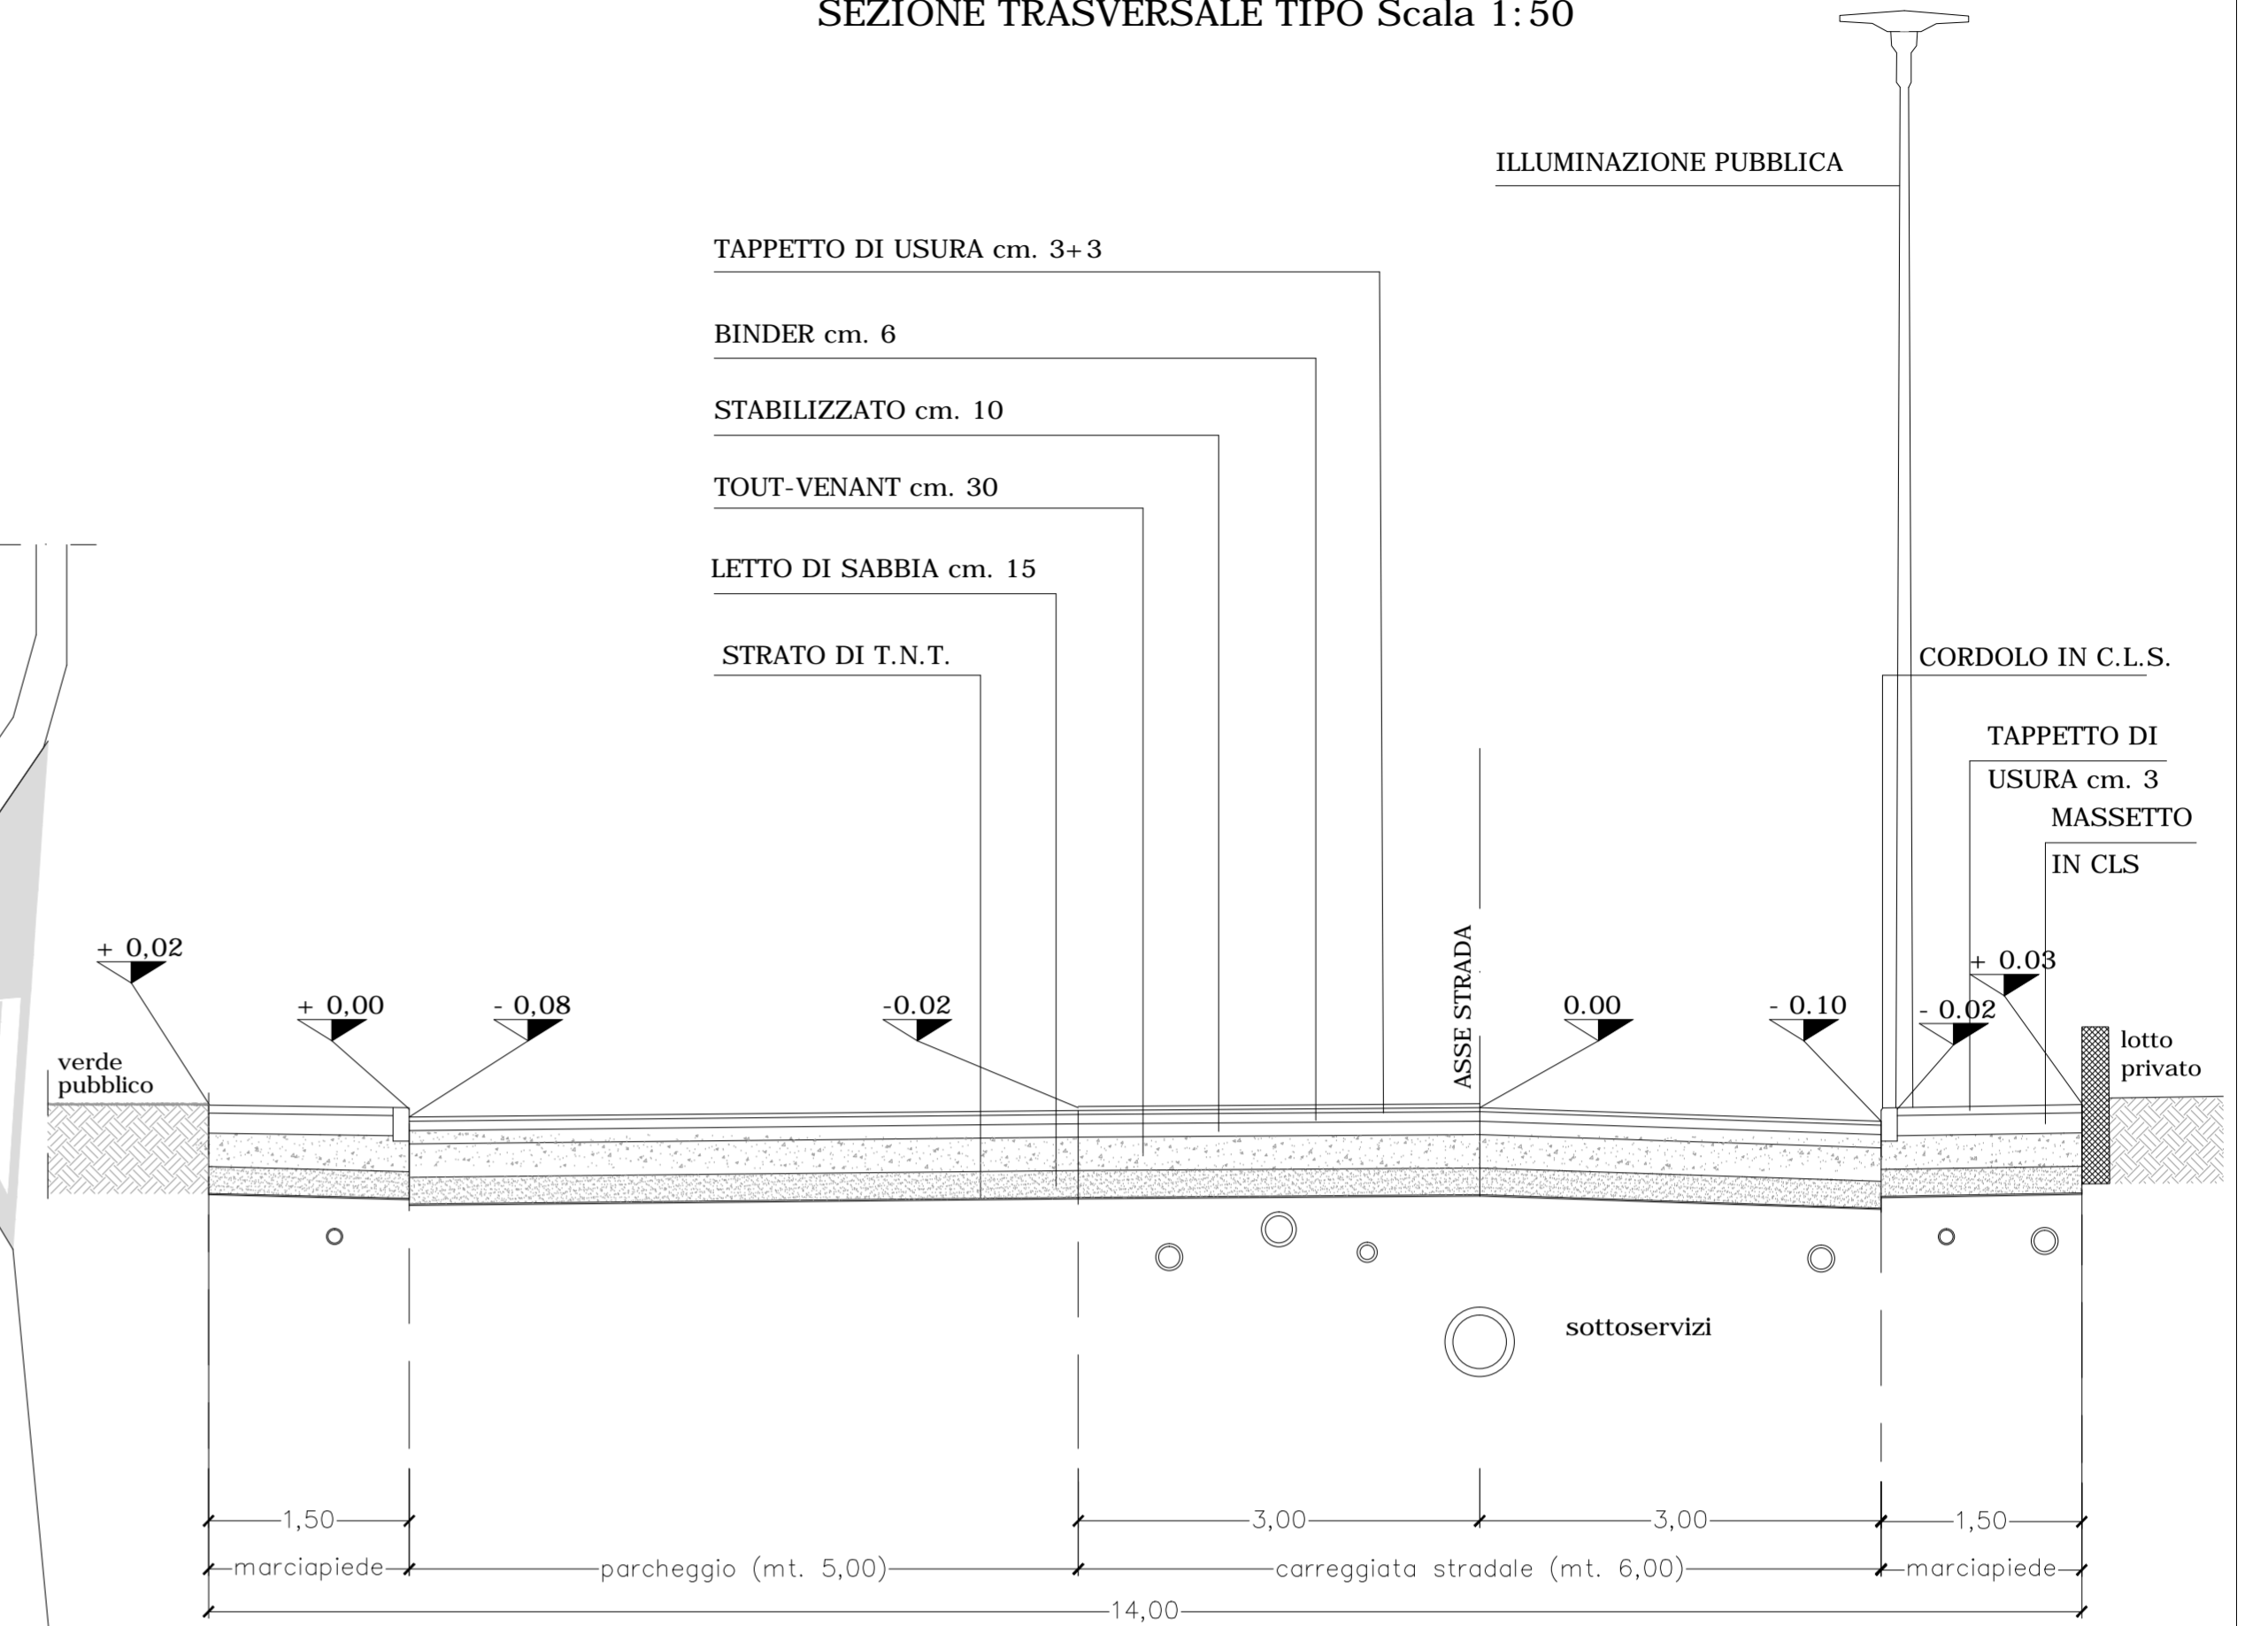 SEZIONE TRASVERSALE TIPO Scala 1:50
ILLUMINAZIONE PUBBLICA
TAPPETTO DI USURA cm. 3+3
BINDER cm. 6
STABILIZZATO cm. 10
TOUT-VENANT cm. 30
LETTO DI SABBIA cm. 15
STRATO DI T.N.T.
CORDOLO IN C.L.S.
TAPPETTO DI
USURA cm. 3
MASSETTO
IN CLS
ASSE STRADA
+ 0,02
+ 0,00
- 0,08
-0.02
0.00
- 0.10
- 0.02
+ 0.03
verde
pubblico
lotto
privato
sottoservizi
1,50
3,00
3,00
1,50
marciapiede
parcheggio (mt. 5,00)
carreggiata stradale (mt. 6,00)
marciapiede
14,00